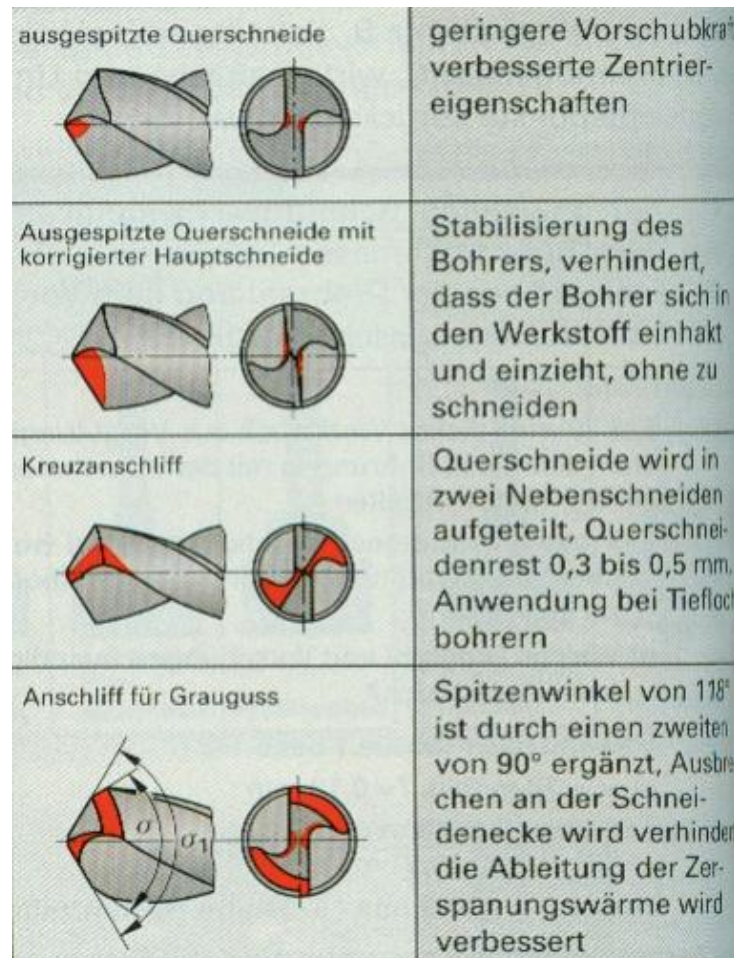 ausgespitzte Querschneide
geringere Vorschubkraf
verbesserte Zentrier-
eigenschaften
Ausgespitzte Querschneide mit
korrigierter Hauptschneide
Stabilisierung des
Bohrers, verhindert,
dass der Bohrer sich in
den Werkstoff einhakt
und einzieht, ohne zu
schneiden
Kreuzanschliff
Querschneide wird in
zwei Nebenschneiden
aufgeteilt, Querschnei-
denrest 0,3 bis 0,5 mm.
Anwendung bei Tiefloc
bohrern
Anschliff für Grauguss
σ σ1
Spitzenwinkel von 118°
ist durch einen zweiten
von 90° ergänzt, Ausbre
chen an der Schnei-
denecke wird verhinder
die Ableitung der Zer-
spanungswärme wird
verbessert